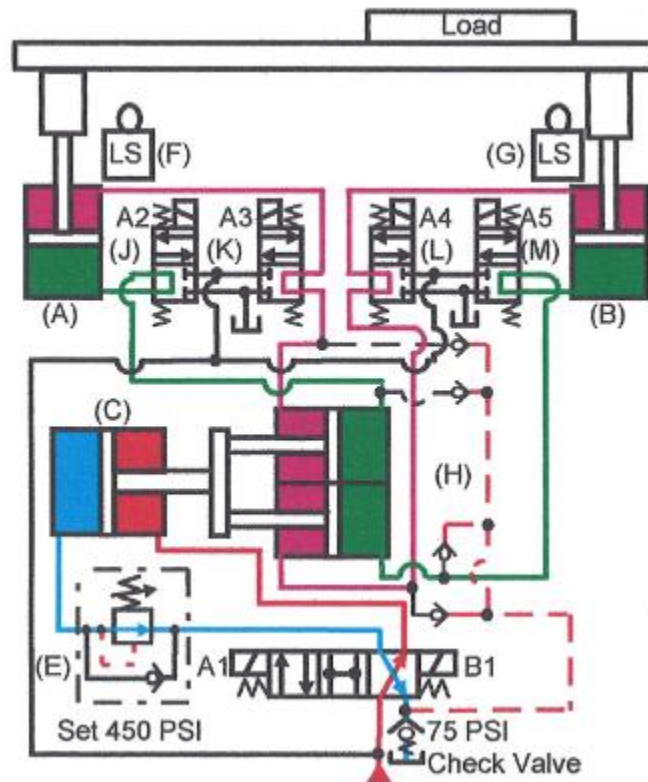 Load
LS (F)
(G) LS
A2 A3 A4 A5
(J) (K) (L) (M)
(A) (B)
(C)
(H)
(E) A1 B1
Set 450 PSI 75 PSI
Check Valve